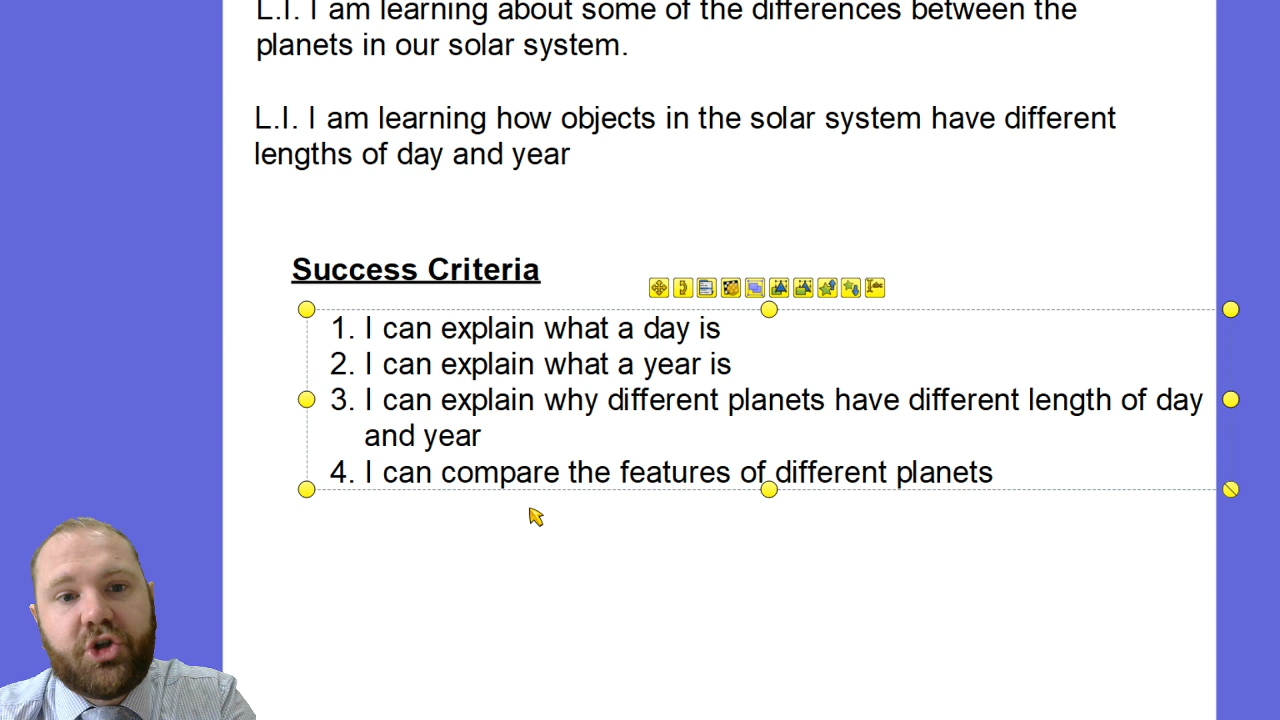 L.I. I am learning about some of the differences between the
planets in our solar system.
L.I. I am learning how objects in the solar system have different
lengths of day and year
Success Criteria
1. I can explain what a day is
2. I can explain what a year is
3. I can explain why different planets have different length of day
and year
4. I can compare the features of different planets